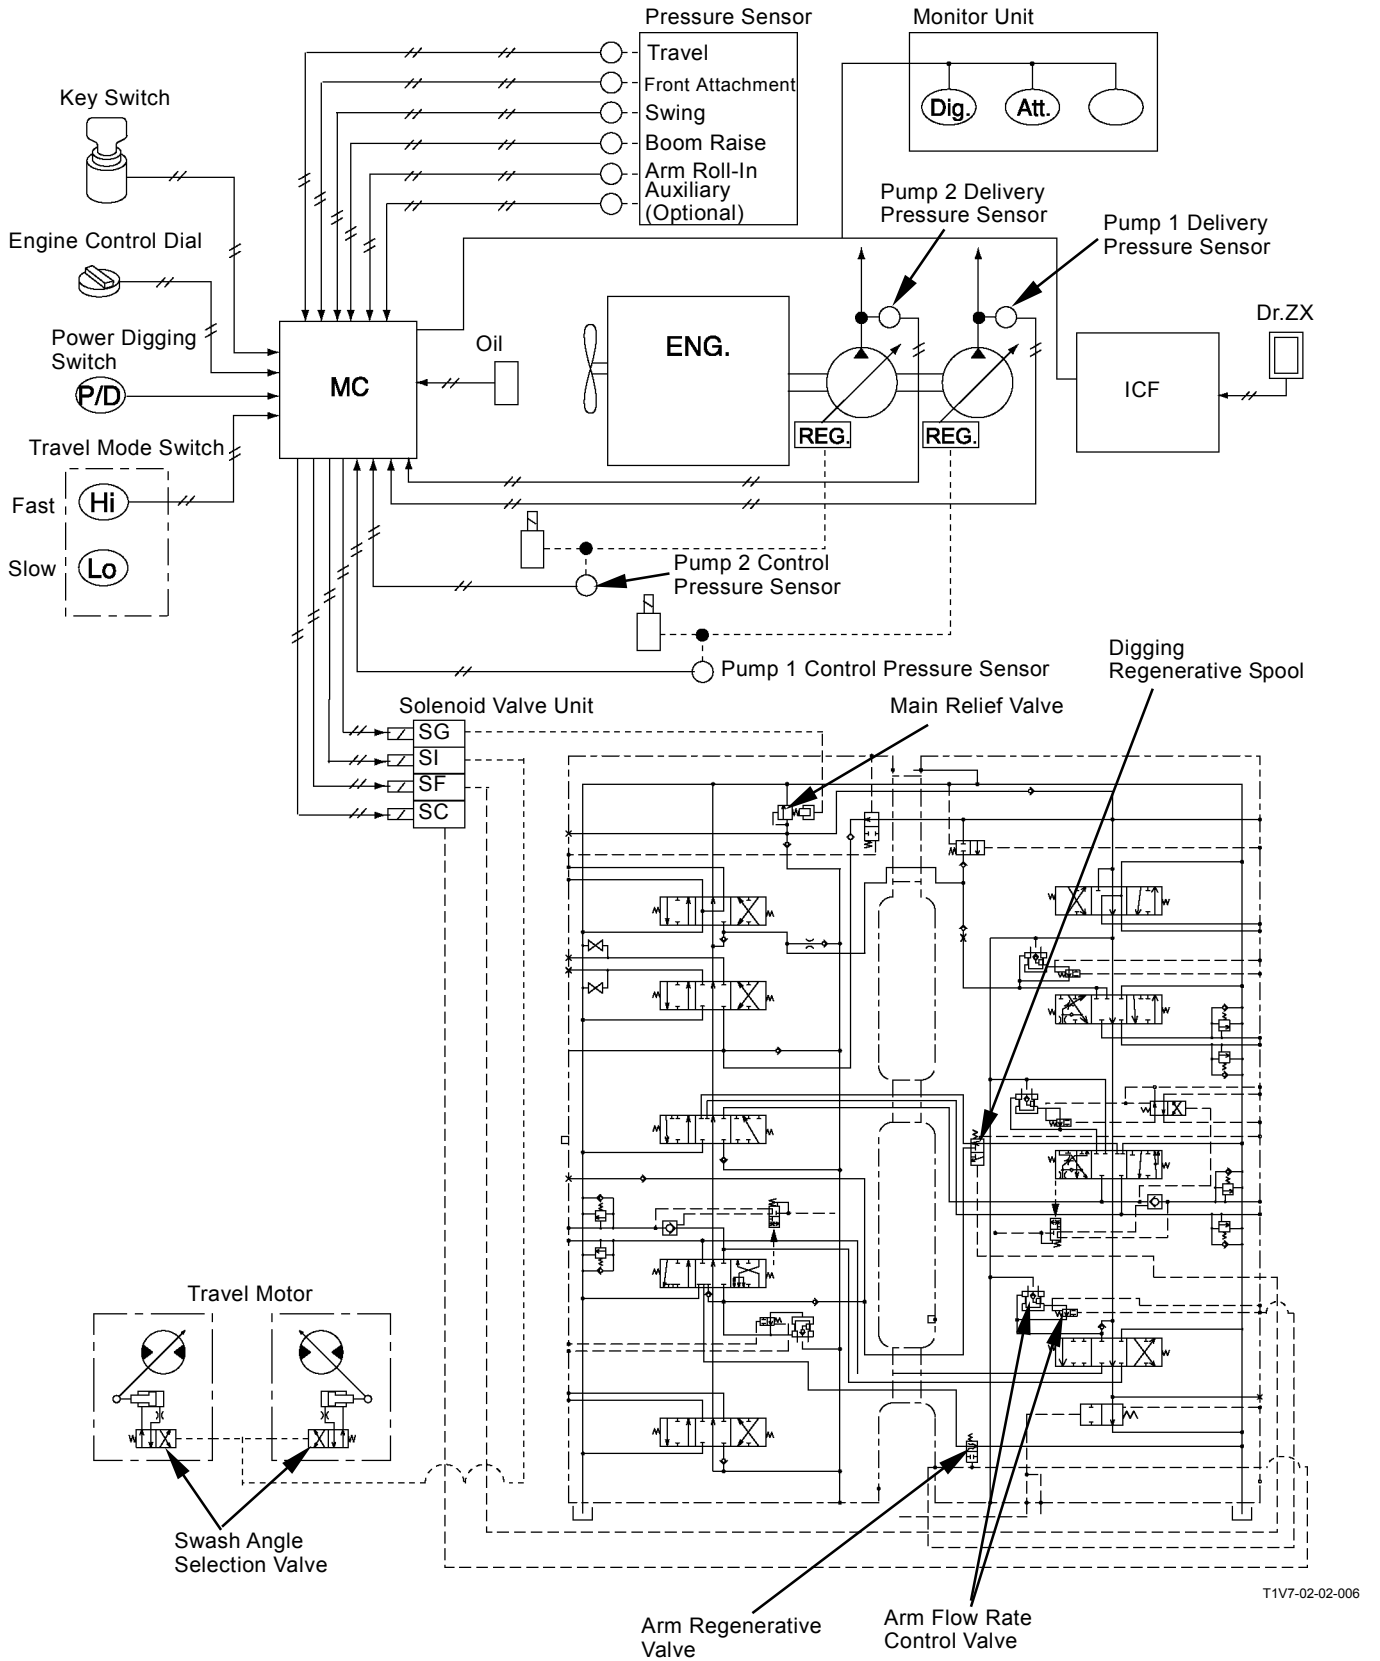 Pressure Sensor
Monitor Unit
Travel
Front Attachment
Swing
Boom Raise
Arm Roll-In
Auxiliary
(Optional)
Dig.
Att.
Key Switch
Pump 2 Delivery
Pressure Sensor
Pump 1 Delivery
Pressure Sensor
Engine Control Dial
Power Digging
Switch
P/D
MC
Oil
ENG.
Dr.ZX
ICF
REG.
REG.
Travel Mode Switch
Fast
Hi
Slow
Lo
Pump 2 Control
Pressure Sensor
Pump 1 Control Pressure Sensor
Digging
Regenerative Spool
Solenoid Valve Unit
Main Relief Valve
SG
SI
SF
SC
Travel Motor
Swash Angle
Selection Valve
Arm Regenerative
Valve
Arm Flow Rate
Control Valve
T1V7-02-02-006